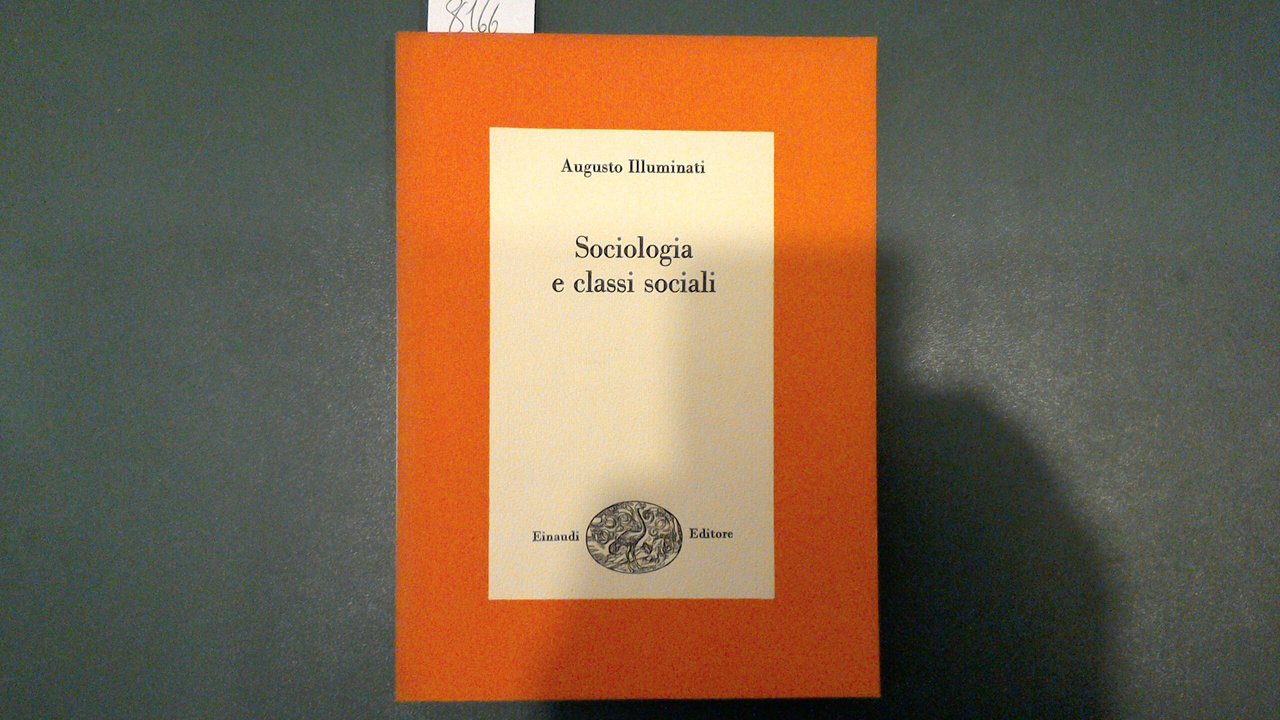 8166
Augusto Illuminati
Sociologia
e classi sociali
Einaudi Editore